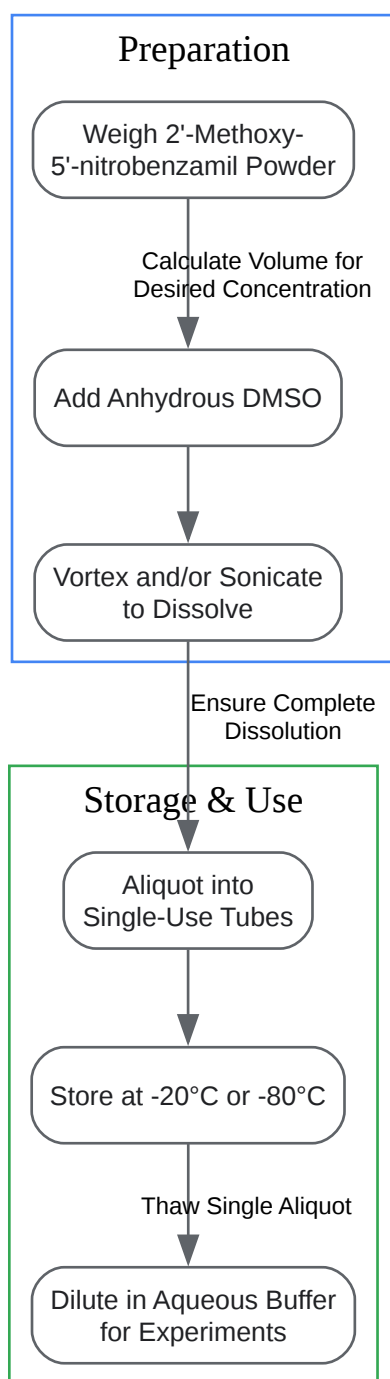 Preparation
Weigh 2'-Methoxy-
5'-nitrobenzamil Powder
Calculate Volume for
Desired Concentration
Add Anhydrous DMSO
Vortex and/or Sonicate
to Dissolve
Ensure Complete
Dissolution
Storage & Use
Aliquot into
Single-Use Tubes
Store at -20°C or -80°C
Thaw Single Aliquot
Dilute in Aqueous Buffer
for Experiments